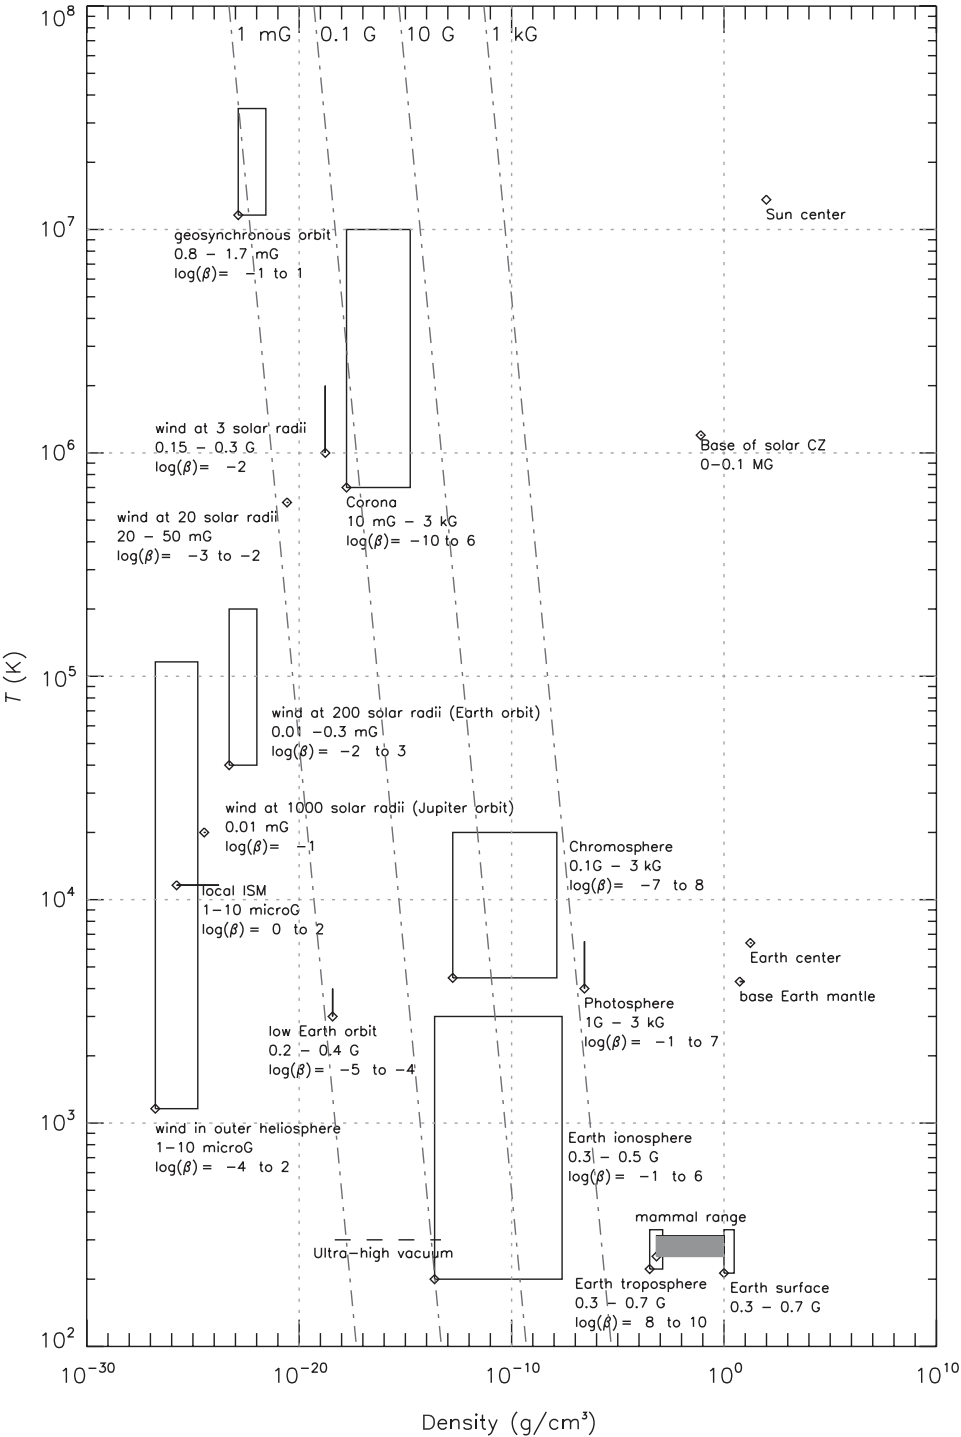 10⁸
1 mG
0.1 G
10 G
1 kG
Sun center
10⁷
geosynchronous orbit
0.8 – 1.7 mG
log(β)= –1 to 1
wind at 3 solar radii
0.15 – 0.3 G
log(β)= –2
10⁶
Base of solar CZ
0–0.1 MG
Corona
10 mG – 3 kG
log(β)= –10 to 6
wind at 20 solar radii
20 – 50 mG
log(β)= –3 to –2
T (K)
10⁵
wind at 200 solar radii (Earth orbit)
0.01 –0.3 mG
log(β)= –2 to 3
wind at 1000 solar radii (Jupiter orbit)
0.01 mG
log(β)= –1
Chromosphere
0.1G – 3 kG
log(β)= –7 to 8
10⁴
local ISM
1–10 microG
log(β)= 0 to 2
Earth center
base Earth mantle
Photosphere
1G – 3 kG
log(β)= –1 to 7
low Earth orbit
0.2 – 0.4 G
log(β)= –5 to –4
10³
wind in outer heliosphere
1–10 microG
log(β)= –4 to 2
Earth ionosphere
0.3 – 0.5 G
log(β)= –1 to 6
mammal range
Ultra–high vacuum
Earth troposphere
0.3 – 0.7 G
log(β)= 8 to 10
Earth surface
0.3 – 0.7 G
10²
10⁻³⁰
10⁻²⁰
10⁻¹⁰
10⁰
10¹⁰
Density (g/cm³)